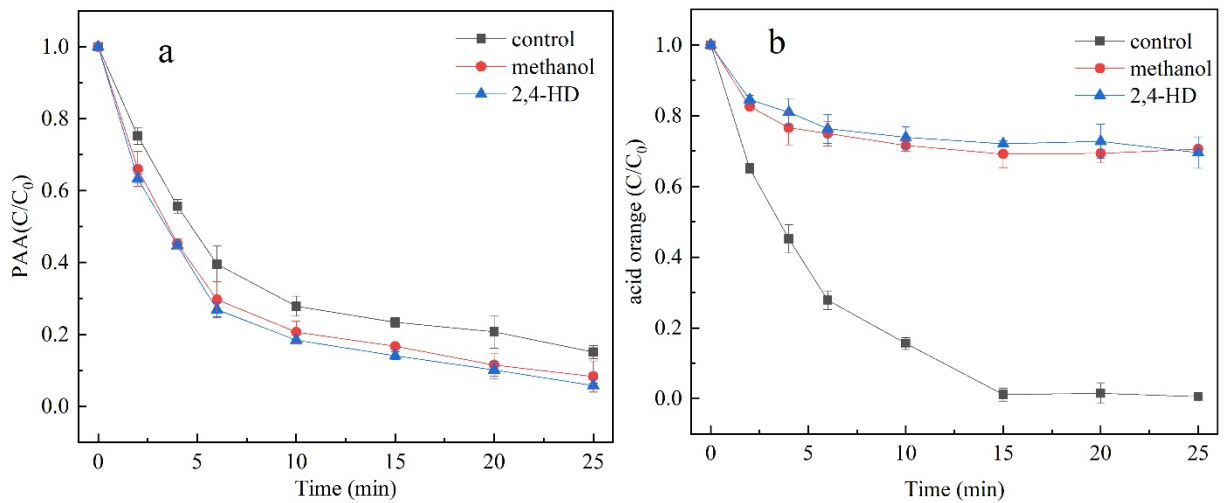 a
control
methanol
2,4-HD
PAA(C/C₀)
1.0
0.8
0.6
0.4
0.2
0.0
0 5 10 15 20 25
Time (min)
b
control
methanol
2,4-HD
acid orange (C/C₀)
1.0
0.8
0.6
0.4
0.2
0.0
0 5 10 15 20 25
Time (min)